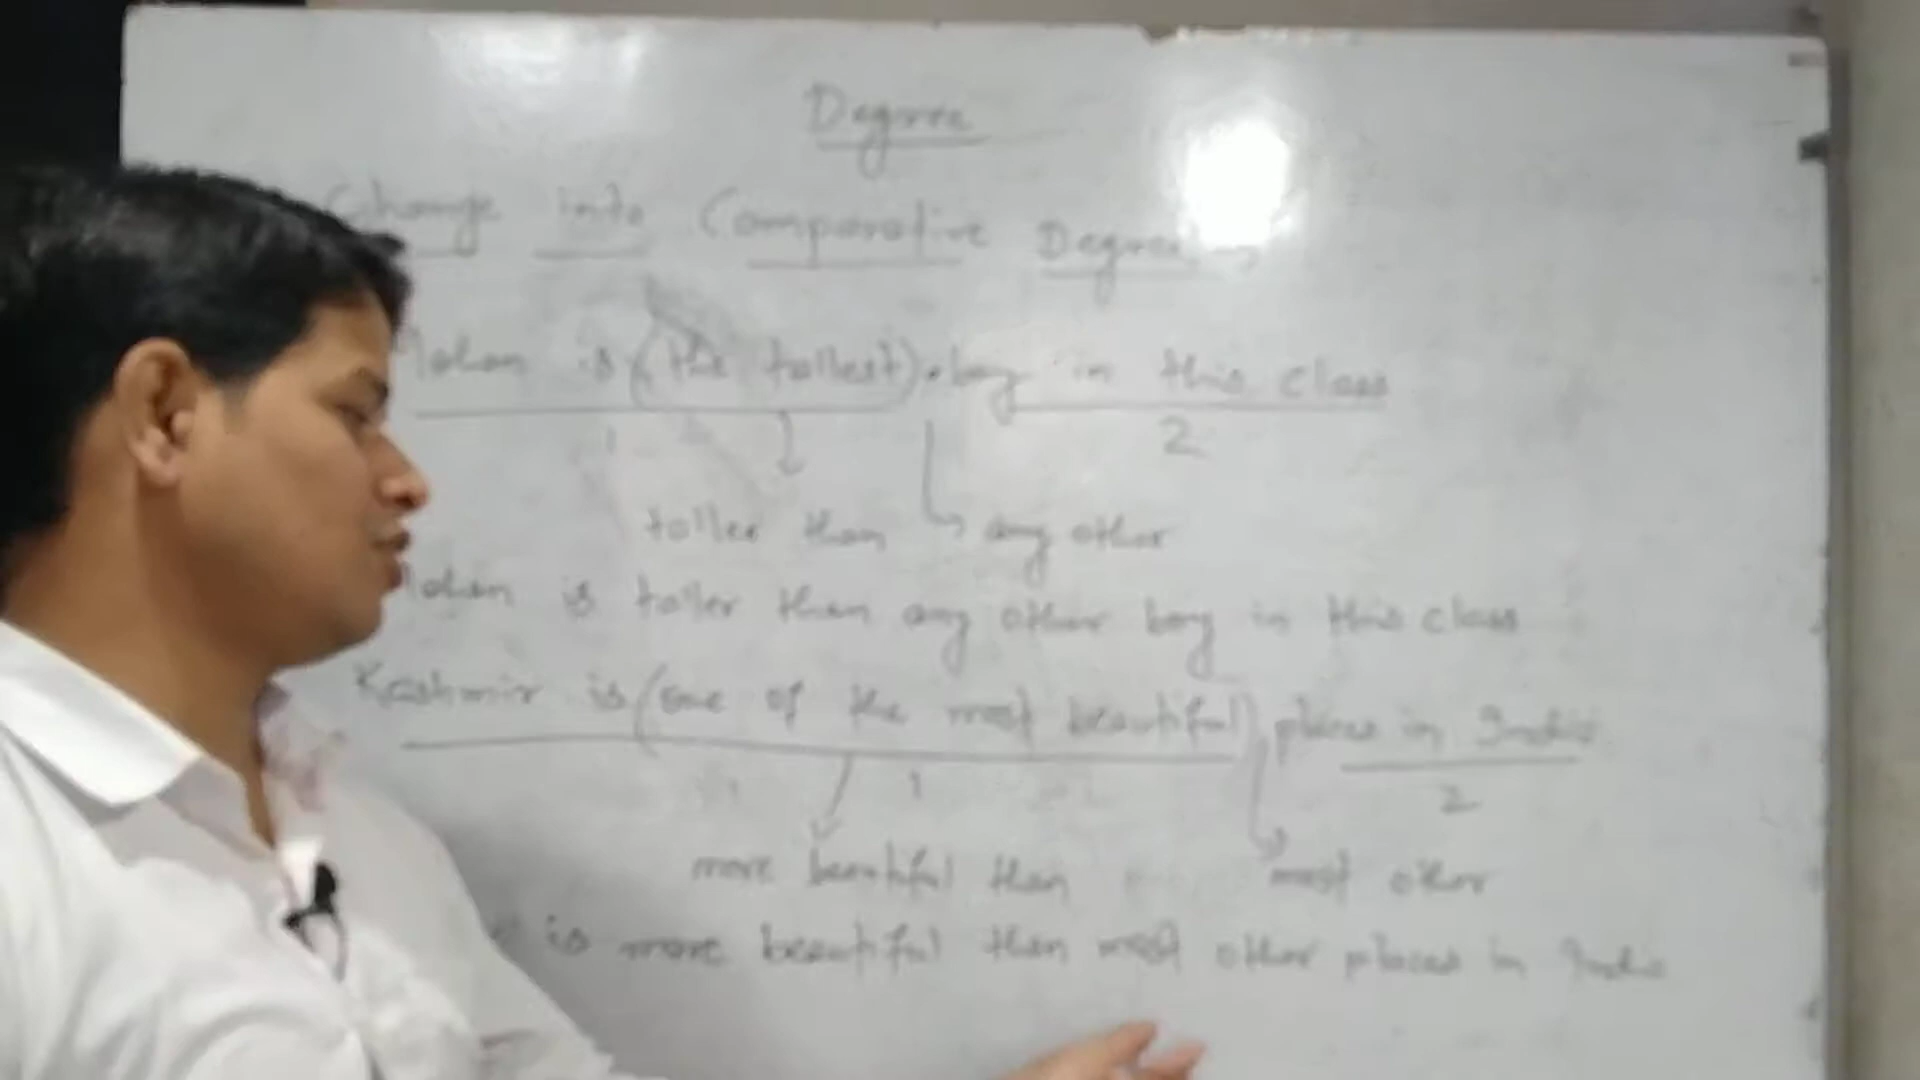 Degree
Change into Comparative Degree
Mohan is (the tallest) boy in this class
1 2
taller than any other
Mohan is taller than any other boy in this class
Kashmir is (one of the most beautiful) places in India
1 2
more beautiful than most other
is more beautiful than most other places in India